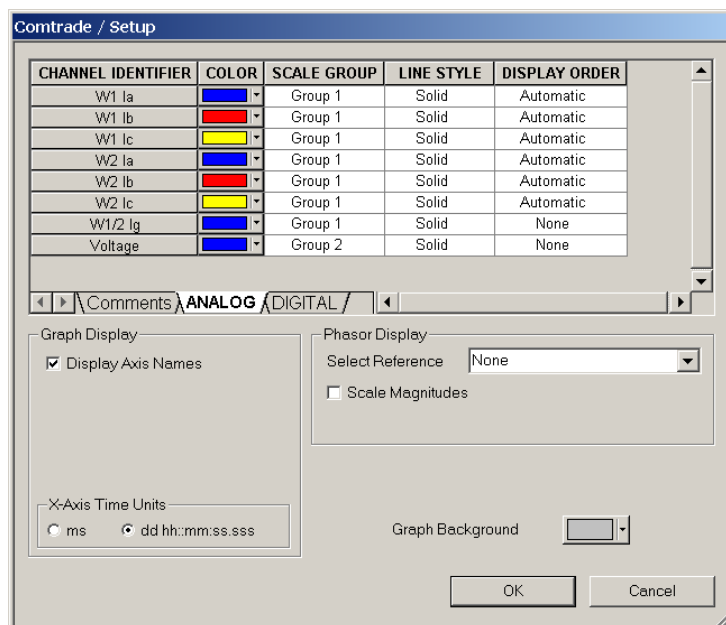 Comtrade / Setup
CHANNEL IDENTIFIER COLOR SCALE GROUP LINE STYLE DISPLAY ORDER
W1 Ia Group 1 Solid Automatic
W1 Ib Group 1 Solid Automatic
W1 Ic Group 1 Solid Automatic
W2 Ia Group 1 Solid Automatic
W2 Ib Group 1 Solid Automatic
W2 Ic Group 1 Solid Automatic
W1/2 Ig Group 1 Solid None
Voltage Group 2 Solid None
Comments ANALOG DIGITAL
Graph Display
Display Axis Names
Phasor Display
Select Reference None
Scale Magnitudes
X-Axis Time Units
ms dd hh::mm:ss.sss
Graph Background
OK Cancel